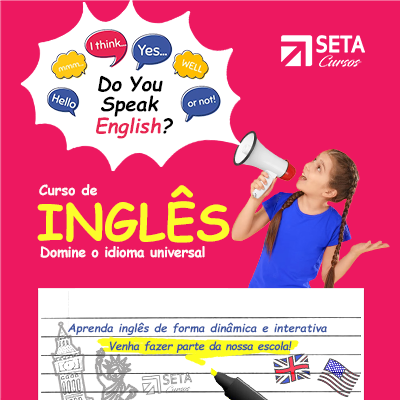 I think...
Yes...
mmm...
WELL
Hello
or not!
Do You
Speak
English?
SETA
Cursos
Curso de
INGLÊS
Domine o idioma universal
Aprenda inglês de forma dinâmica e interativa
Venha fazer parte da nossa escola!
SETA
Cursos